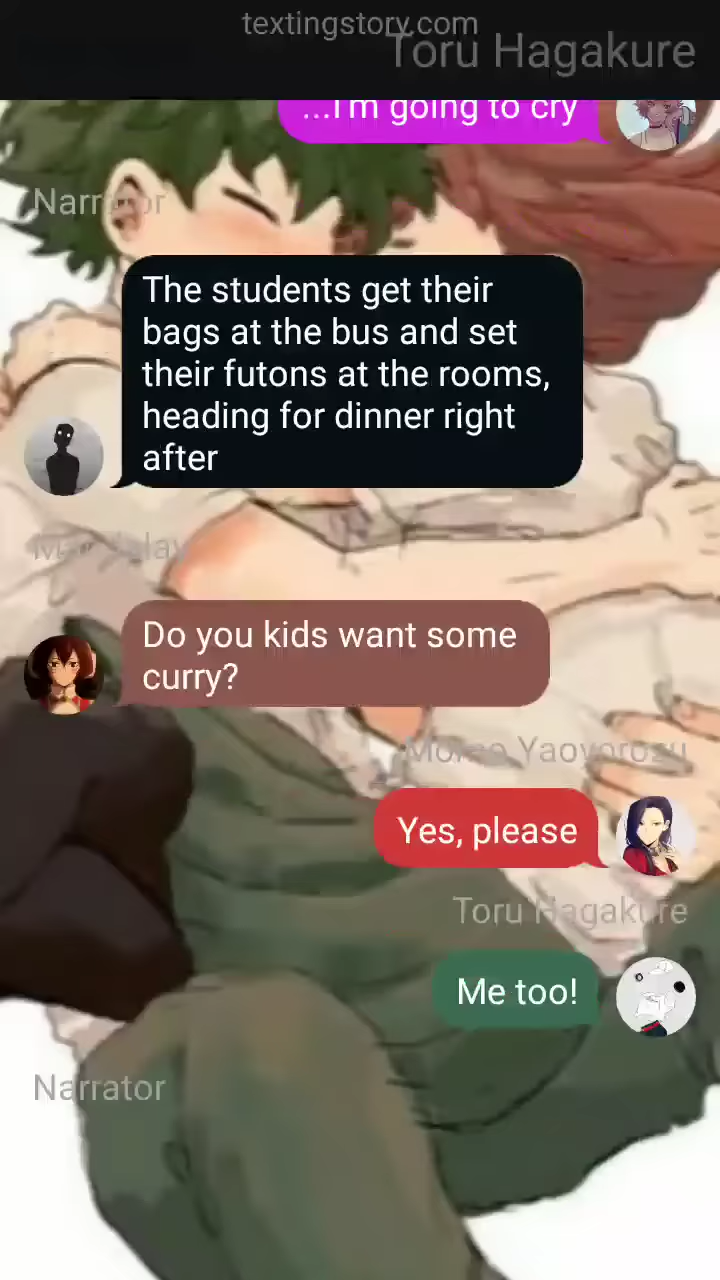 textingstory.com
Toru Hagakure
...I'm going to cry
Narrator
The students get their
bags at the bus and set
their futons at the rooms,
heading for dinner right
after
Mandalay
Do you kids want some
curry?
Momo Yaoyorozu
Yes, please
Toru Hagakure
Me too!
Narrator